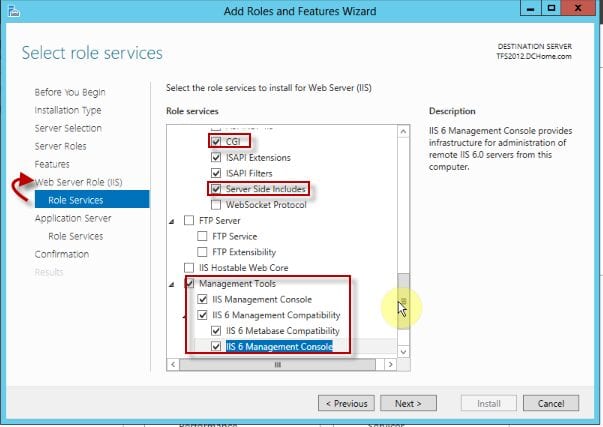 Add Roles and Features Wizard
Select role services
DESTINATION SERVER
TFS2012.DCHome.com
Before You Begin
Installation Type
Server Selection
Server Roles
Features
Web Server Role (IIS)
Role Services
Application Server
Role Services
Confirmation
Results
Select the role services to install for Web Server (IIS)
Role services
CGI
ISAPI Extensions
ISAPI Filters
Server Side Includes
WebSocket Protocol
FTP Server
FTP Service
FTP Extensibility
IIS Hostable Web Core
Management Tools
IIS Management Console
IIS 6 Management Compatibility
IIS 6 Metabase Compatibility
IIS 6 Management Console
Description
IIS 6 Management Console provides
infrastructure for administration of
remote IIS 6.0 servers from this
computer.
< Previous
Next >
Install
Cancel